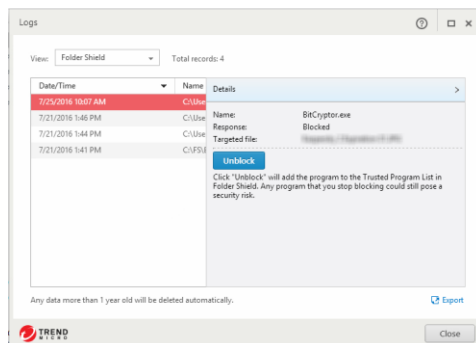 Logs
View: Folder Shield Total records: 4
Date/Time Name
7/25/2016 10:07 AM C:\Use
7/21/2016 1:46 PM C:\Use
7/21/2016 1:44 PM C:\Use
7/21/2016 1:41 PM C:\FS\
Details >
Name: BitCryptor.exe
Response: Blocked
Targeted file:
Unblock
Click "Unblock" will add the program to the Trusted Program List in
Folder Shield. Any program that you stop blocking could still pose a
security risk.
Any data more than 1 year old will be deleted automatically. Export
TREND
MICRO
Close